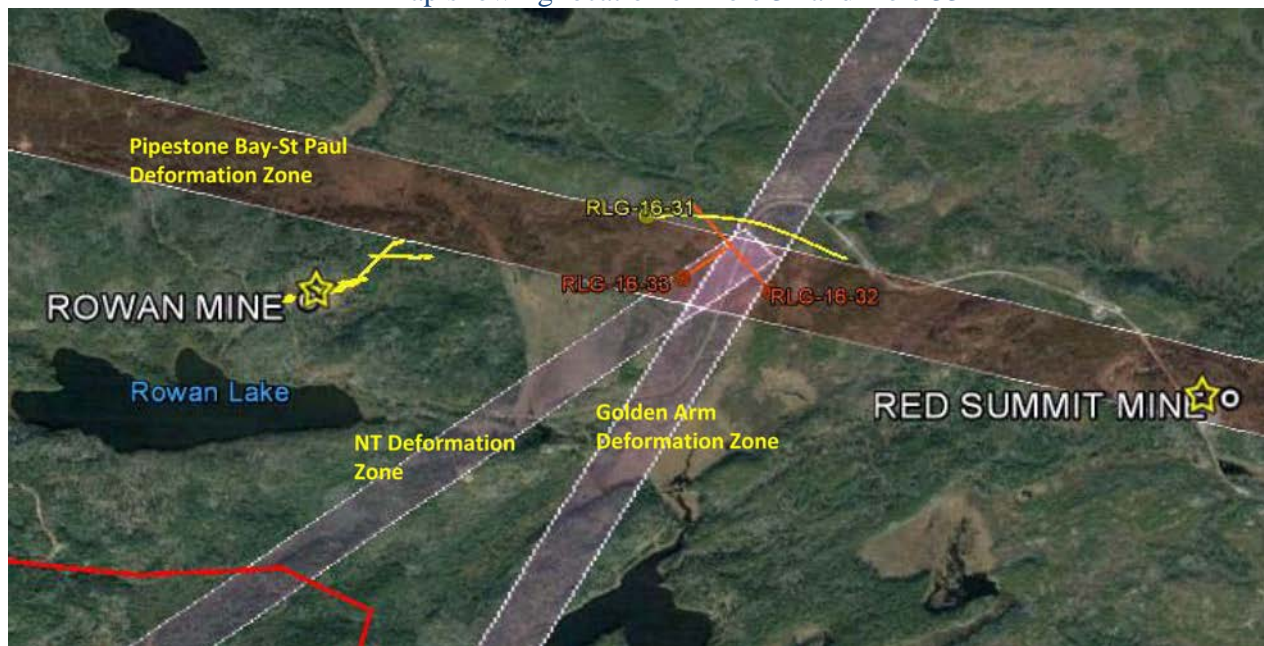 Pipestone Bay-St Paul
Deformation Zone
RLG-16-31
RLG-16-33
RLG-16-32
ROWAN MINE
Rowan Lake
RED SUMMIT MINE
NT Deformation
Zone
Golden Arm
Deformation Zone